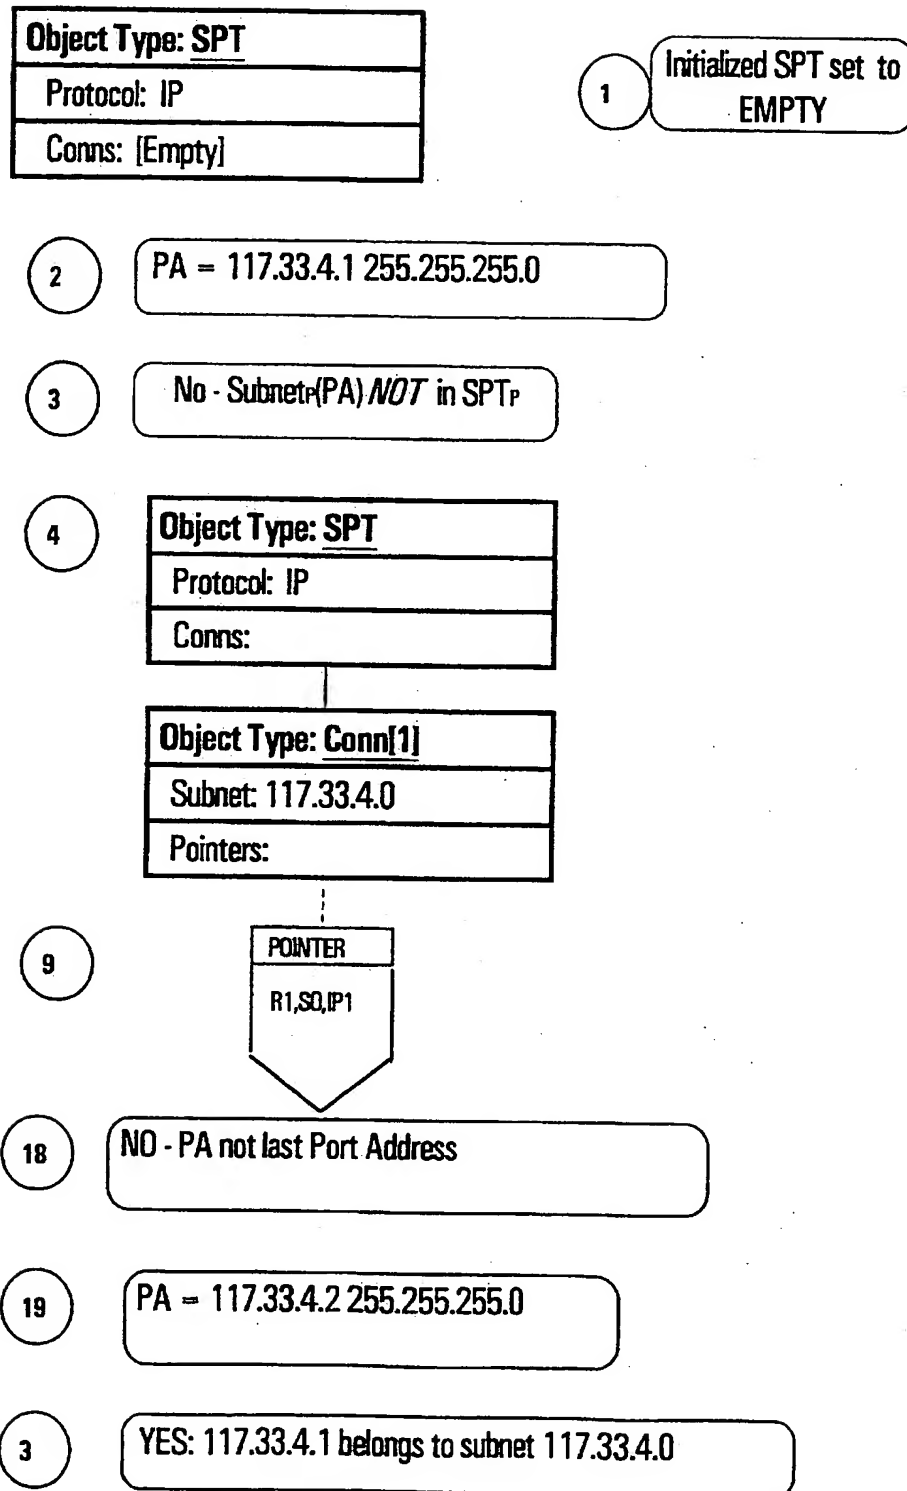 Object Type: SPT
Protocol: IP
Conns: [Empty]
1
Initialized SPT set to
EMPTY
2
PA = 117.33.4.1 255.255.255.0
3
No - SubnetP(PA) NOT in SPTP
4
Object Type: SPT
Protocol: IP
Conns:
Object Type: Conn[1]
Subnet: 117.33.4.0
Pointers:
9
POINTER
R1,S0,IP1
18
NO - PA not last Port Address
19
PA = 117.33.4.2 255.255.255.0
3
YES: 117.33.4.1 belongs to subnet 117.33.4.0